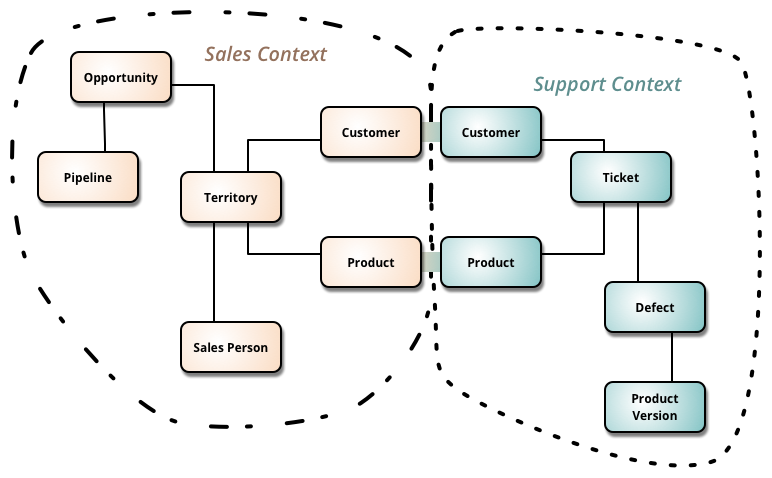 Sales Context
Opportunity
Support Context
Customer
Customer
Pipeline
Ticket
Territory
Product
Product
Defect
Sales Person
Product
Version